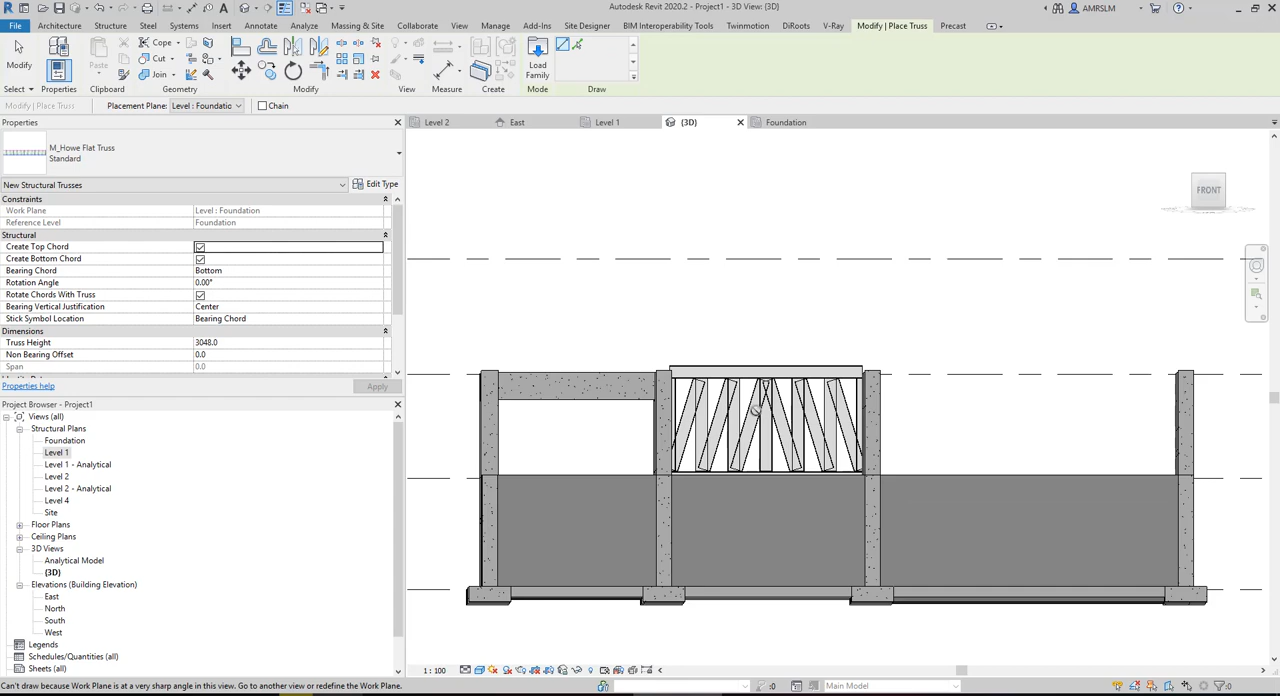 Autodesk Revit 2020.2 - Project1 - 3D View: {3D}
AMRSLM
File Architecture Structure Steel Systems Insert Annotate Analyze Massing & Site Collaborate View Manage Add-Ins Site Designer BIM Interoperability Tools Twinmotion DiRoots V-Ray Modify | Place Truss Precast
Modify
Paste
Cope
Cut
Join
Load
Family
Select Properties Clipboard Geometry Modify View Measure Create Mode Draw
Modify | Place Truss Placement Plane: Level : Foundatio Chain
Properties
Level 2 East Level 1 {3D} Foundation
M_Howe Flat Truss
Standard
New Structural Trusses Edit Type
Constraints
Work Plane Level : Foundation
Reference Level Foundation
Structural
Create Top Chord
Create Bottom Chord
Bearing Chord Bottom
Rotation Angle 0.00°
Rotate Chords With Truss
Bearing Vertical Justification Center
Stick Symbol Location Bearing Chord
Dimensions
Truss Height 3048.0
Non Bearing Offset 0.0
Span 0.0
Properties help Apply
FRONT
Project Browser - Project1
Views (all)
Structural Plans
Foundation
Level 1
Level 1 - Analytical
Level 2
Level 2 - Analytical
Level 4
Site
Floor Plans
Ceiling Plans
3D Views
Analytical Model
{3D}
Elevations (Building Elevation)
East
North
South
West
Legends
Schedules/Quantities (all)
Sheets (all)
1 : 100
Can't draw because Work Plane is at a very sharp angle in this view. Go to another view or redefine the Work Plane. :0 Main Model :0